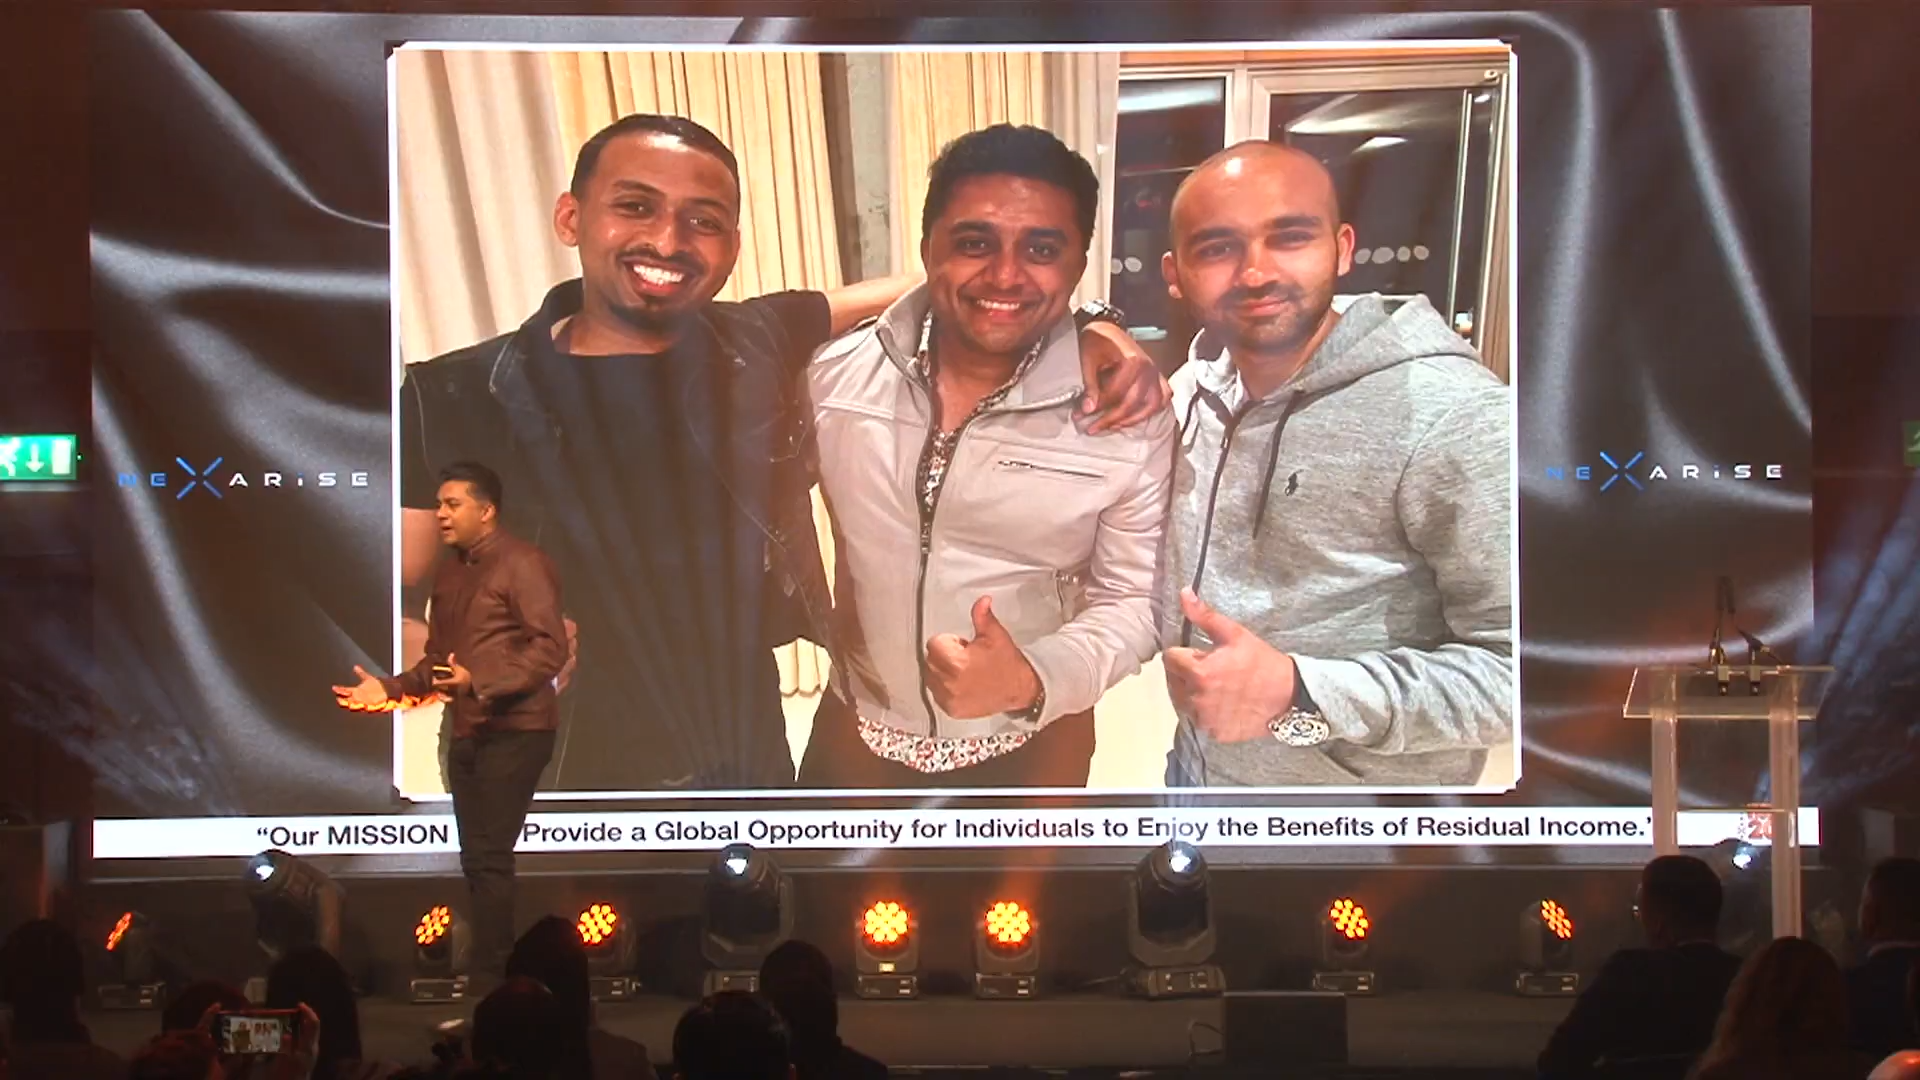 NEXARISE
NEXARISE
“Our MISSION Provide a Global Opportunity for Individuals to Enjoy the Benefits of Residual Income.”